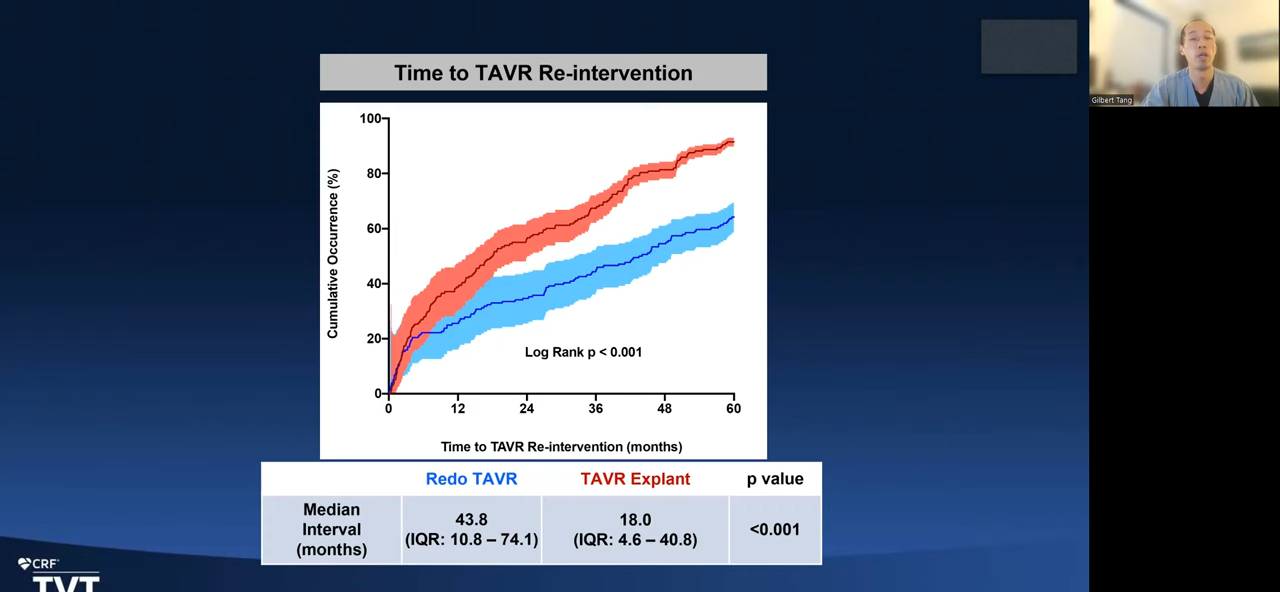 Time to TAVR Re-intervention
Gilbert Tang
Cumulative Occurrence (%)
100
80
60
40
20
0
Log Rank p < 0.001
0 12 24 36 48 60
Time to TAVR Re-intervention (months)
Redo TAVR TAVR Explant p value
Median
Interval
(months)
43.8
(IQR: 10.8 – 74.1)
18.0
(IQR: 4.6 – 40.8)
<0.001
CRF®
TVT